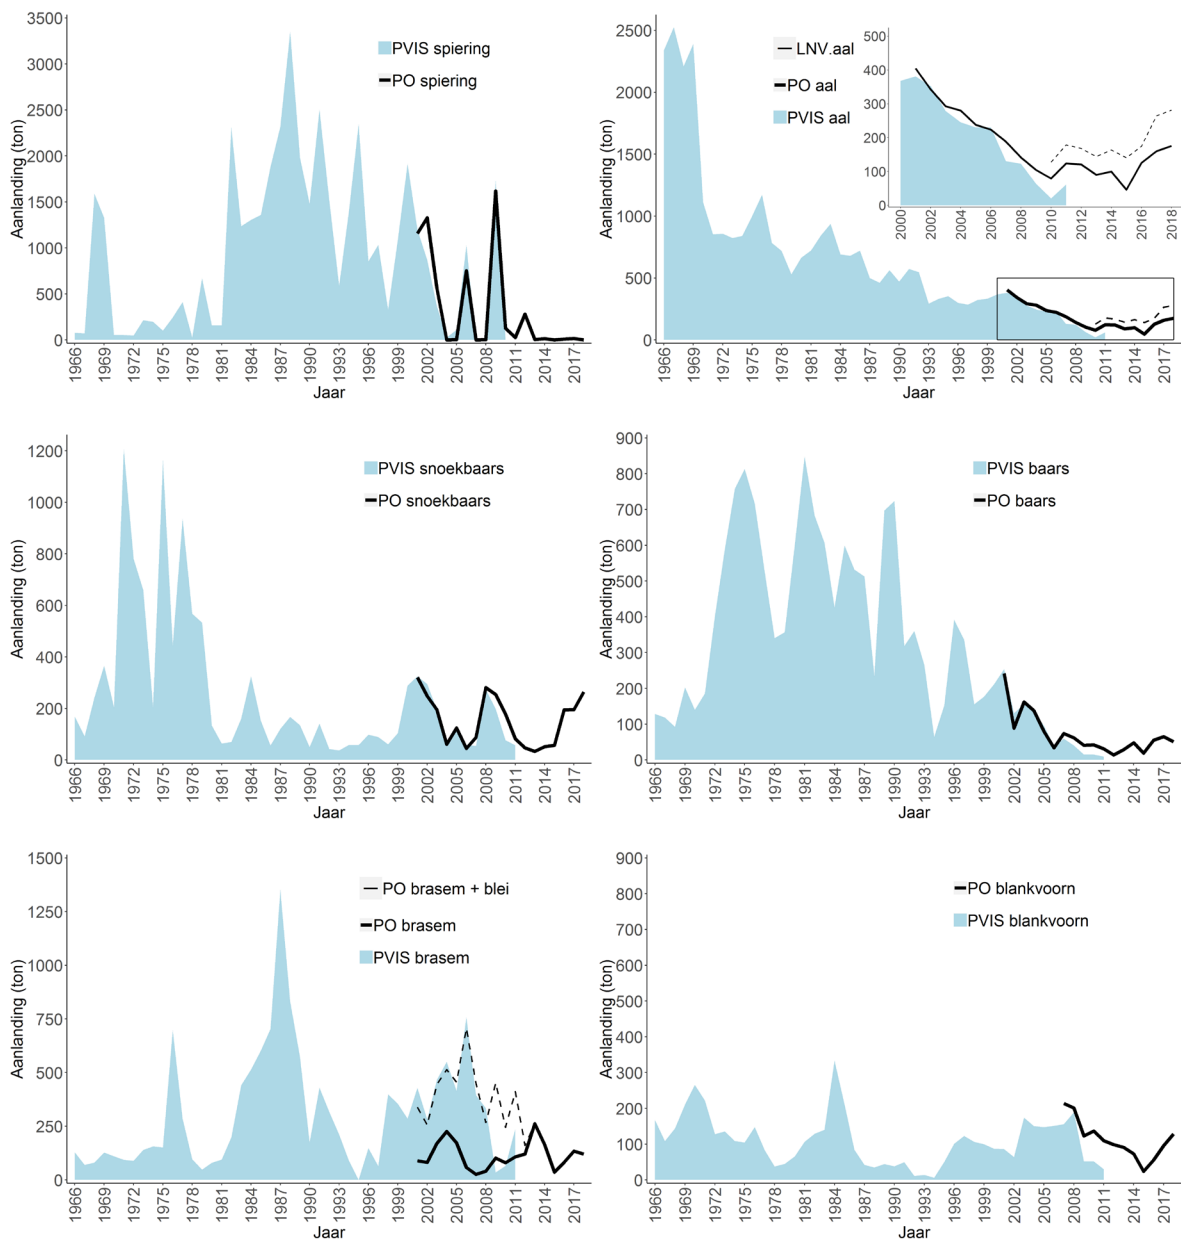 Aanlanding (ton)
3500
3000
2500
2000
1500
1000
500
0
PVIS spiering
PO spiering
1966 1969 1972 1975 1978 1981 1984 1987 1990 1993 1996 1999 2002 2005 2008 2011 2014 2017
Jaar
Aanlanding (ton)
2500
2000
1500
1000
500
0
LNV.aal
PO aal
PVIS aal
Aanlanding (ton)
500
400
300
200
100
0
2000 2002 2004 2006 2008 2010 2012 2014 2016 2018
1966 1969 1972 1975 1978 1981 1984 1987 1990 1993 1996 1999 2002 2005 2008 2011 2014 2017
Jaar
Aanlanding (ton)
1200
1000
800
600
400
200
0
PVIS snoekbaars
PO snoekbaars
1966 1969 1972 1975 1978 1981 1984 1987 1990 1993 1996 1999 2002 2005 2008 2011 2014 2017
Jaar
Aanlanding (ton)
900
800
700
600
500
400
300
200
100
0
PVIS baars
PO baars
1966 1969 1972 1975 1978 1981 1984 1987 1990 1993 1996 1999 2002 2005 2008 2011 2014 2017
Jaar
Aanlanding (ton)
1500
1250
1000
750
500
250
0
PO brasem + blei
PO brasem
PVIS brasem
1966 1969 1972 1975 1978 1981 1984 1987 1990 1993 1996 1999 2002 2005 2008 2011 2014 2017
Jaar
Aanlanding (ton)
900
800
700
600
500
400
300
200
100
0
PO blankvoorn
PVIS blankvoorn
1966 1969 1972 1975 1978 1981 1984 1987 1990 1993 1996 1999 2002 2005 2008 2011 2014 2017
Jaar